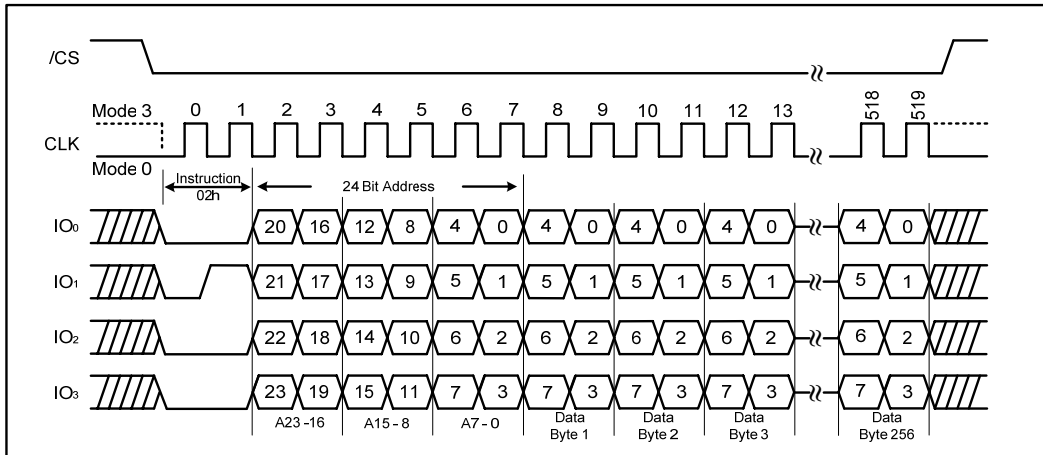 /CS
Mode 3 0 1 2 3 4 5 6 7 8 9 10 11 12 13 518 519
CLK
Mode 0
Instruction
02h
24 Bit Address
IO0 20 16 12 8 4 0 4 0 4 0 4 0 4 0
IO1 21 17 13 9 5 1 5 1 5 1 5 1 5 1
IO2 22 18 14 10 6 2 6 2 6 2 6 2 6 2
IO3 23 19 15 11 7 3 7 3 7 3 7 3 7 3
A23-16 A15-8 A7-0
Data
Byte 1
Data
Byte 2
Data
Byte 3
Data
Byte 256